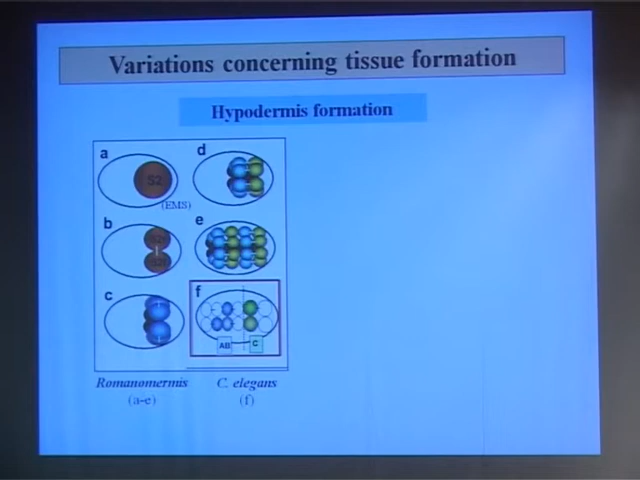 Variations concerning tissue formation
Hypodermis formation
a
d
S2
(EMS)
b
e
c
f
AB
C
Romanomermis
C. elegans
(a-e)
(f)